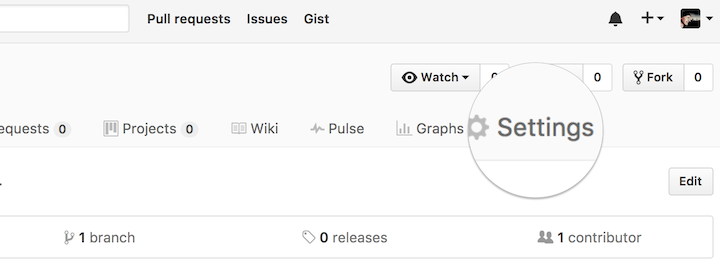 Pull requests Issues Gist
Watch 0 Fork 0
equests 0 Projects 0 Wiki Pulse Graphs Settings
Edit
1 branch 0 releases 1 contributor